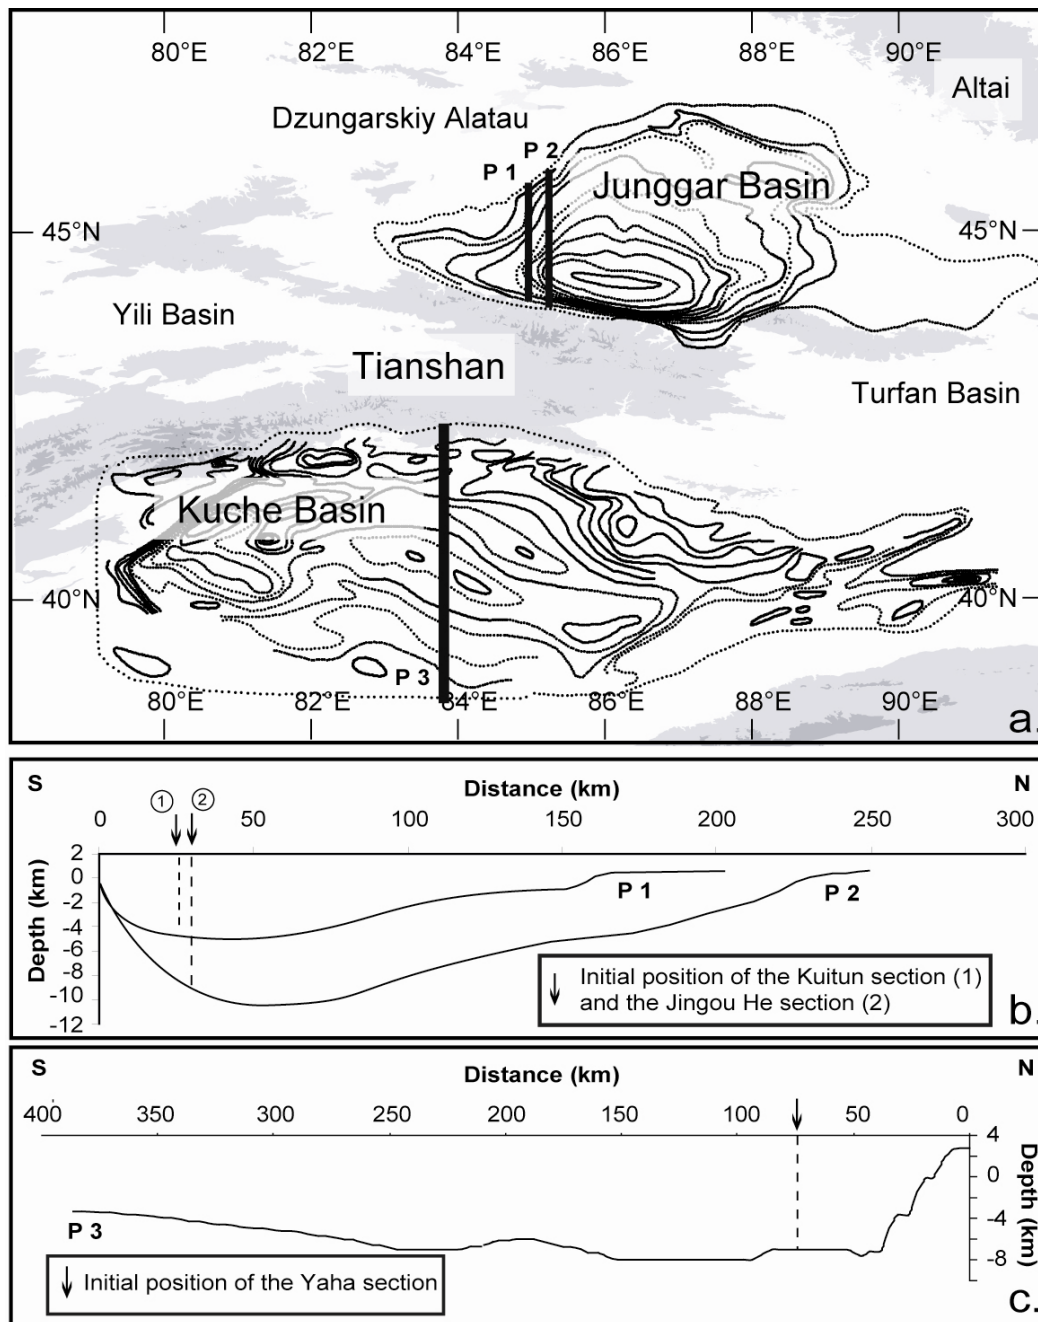 80°E 82°E 84°E 86°E 88°E 90°E
Altai
Dzungarskiy Alatau
P 2
P 1
Junggar Basin
45°N 45°N
Yili Basin
Tianshan
Turfan Basin
Kuche Basin
40°N 40°N
P 3
80°E 82°E 84°E 86°E 88°E 90°E
a.
S N
Distance (km)
1 2
0 50 100 150 200 250 300
Depth (km)
2
0
-2
-4
-6
-8
-10
-12
P 1 P 2
Initial position of the Kuitun section (1)
and the Jingou He section (2)
b.
S N
Distance (km)
400 350 300 250 200 150 100 50 0
4
0
-4
-8
Depth (km)
P 3
Initial position of the Yaha section
c.